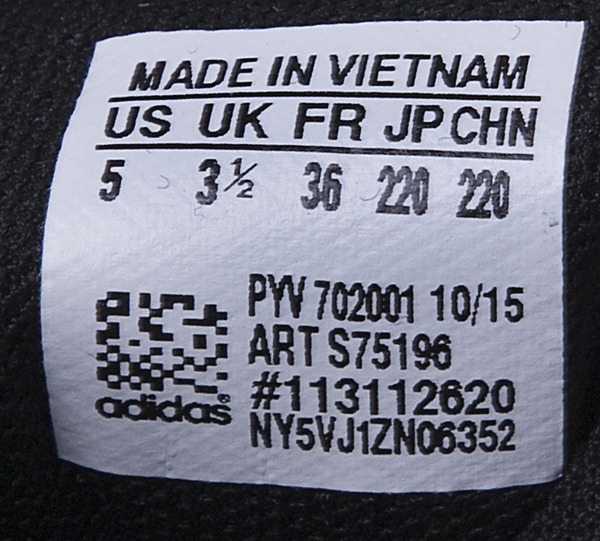 MADE IN VIETNAM
US UK FR JP CHN
5 3½ 36 220 220
PYV 702001 10/15
ART S75196
#113112620
NY5VJ1ZN06352
adidas®